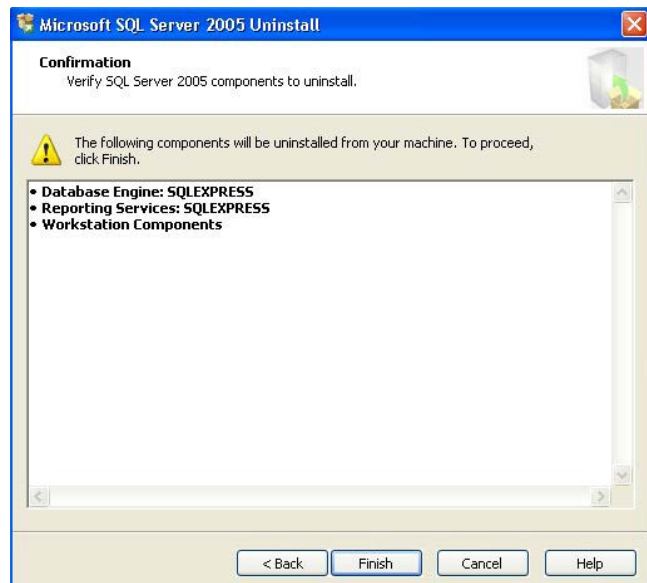 Microsoft SQL Server 2005 Uninstall
Confirmation
Verify SQL Server 2005 components to uninstall.
The following components will be uninstalled from your machine. To proceed,
click Finish.
• Database Engine: SQLEXPRESS
• Reporting Services: SQLEXPRESS
• Workstation Components
< Back Finish Cancel Help